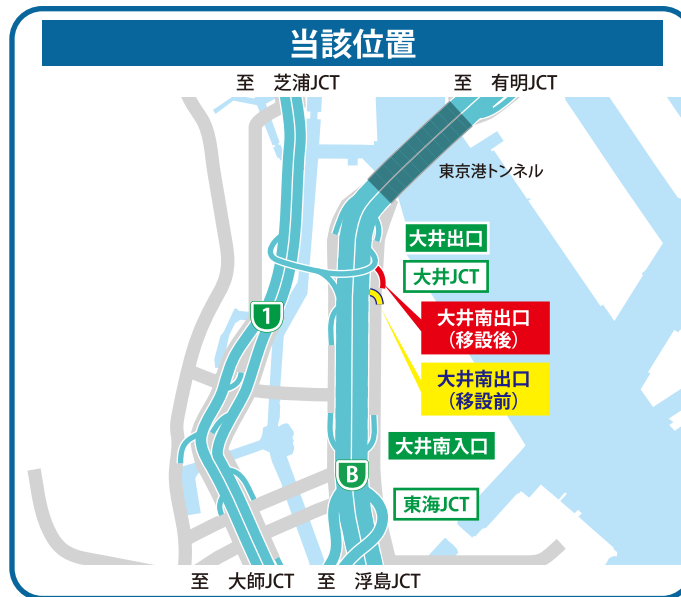 当該位置
至 芝浦JCT
至 有明JCT
東京港トンネル
大井出口
大井JCT
1
大井南出口
(移設後)
大井南出口
(移設前)
大井南入口
B
東海JCT
至 大師JCT
至 浮島JCT